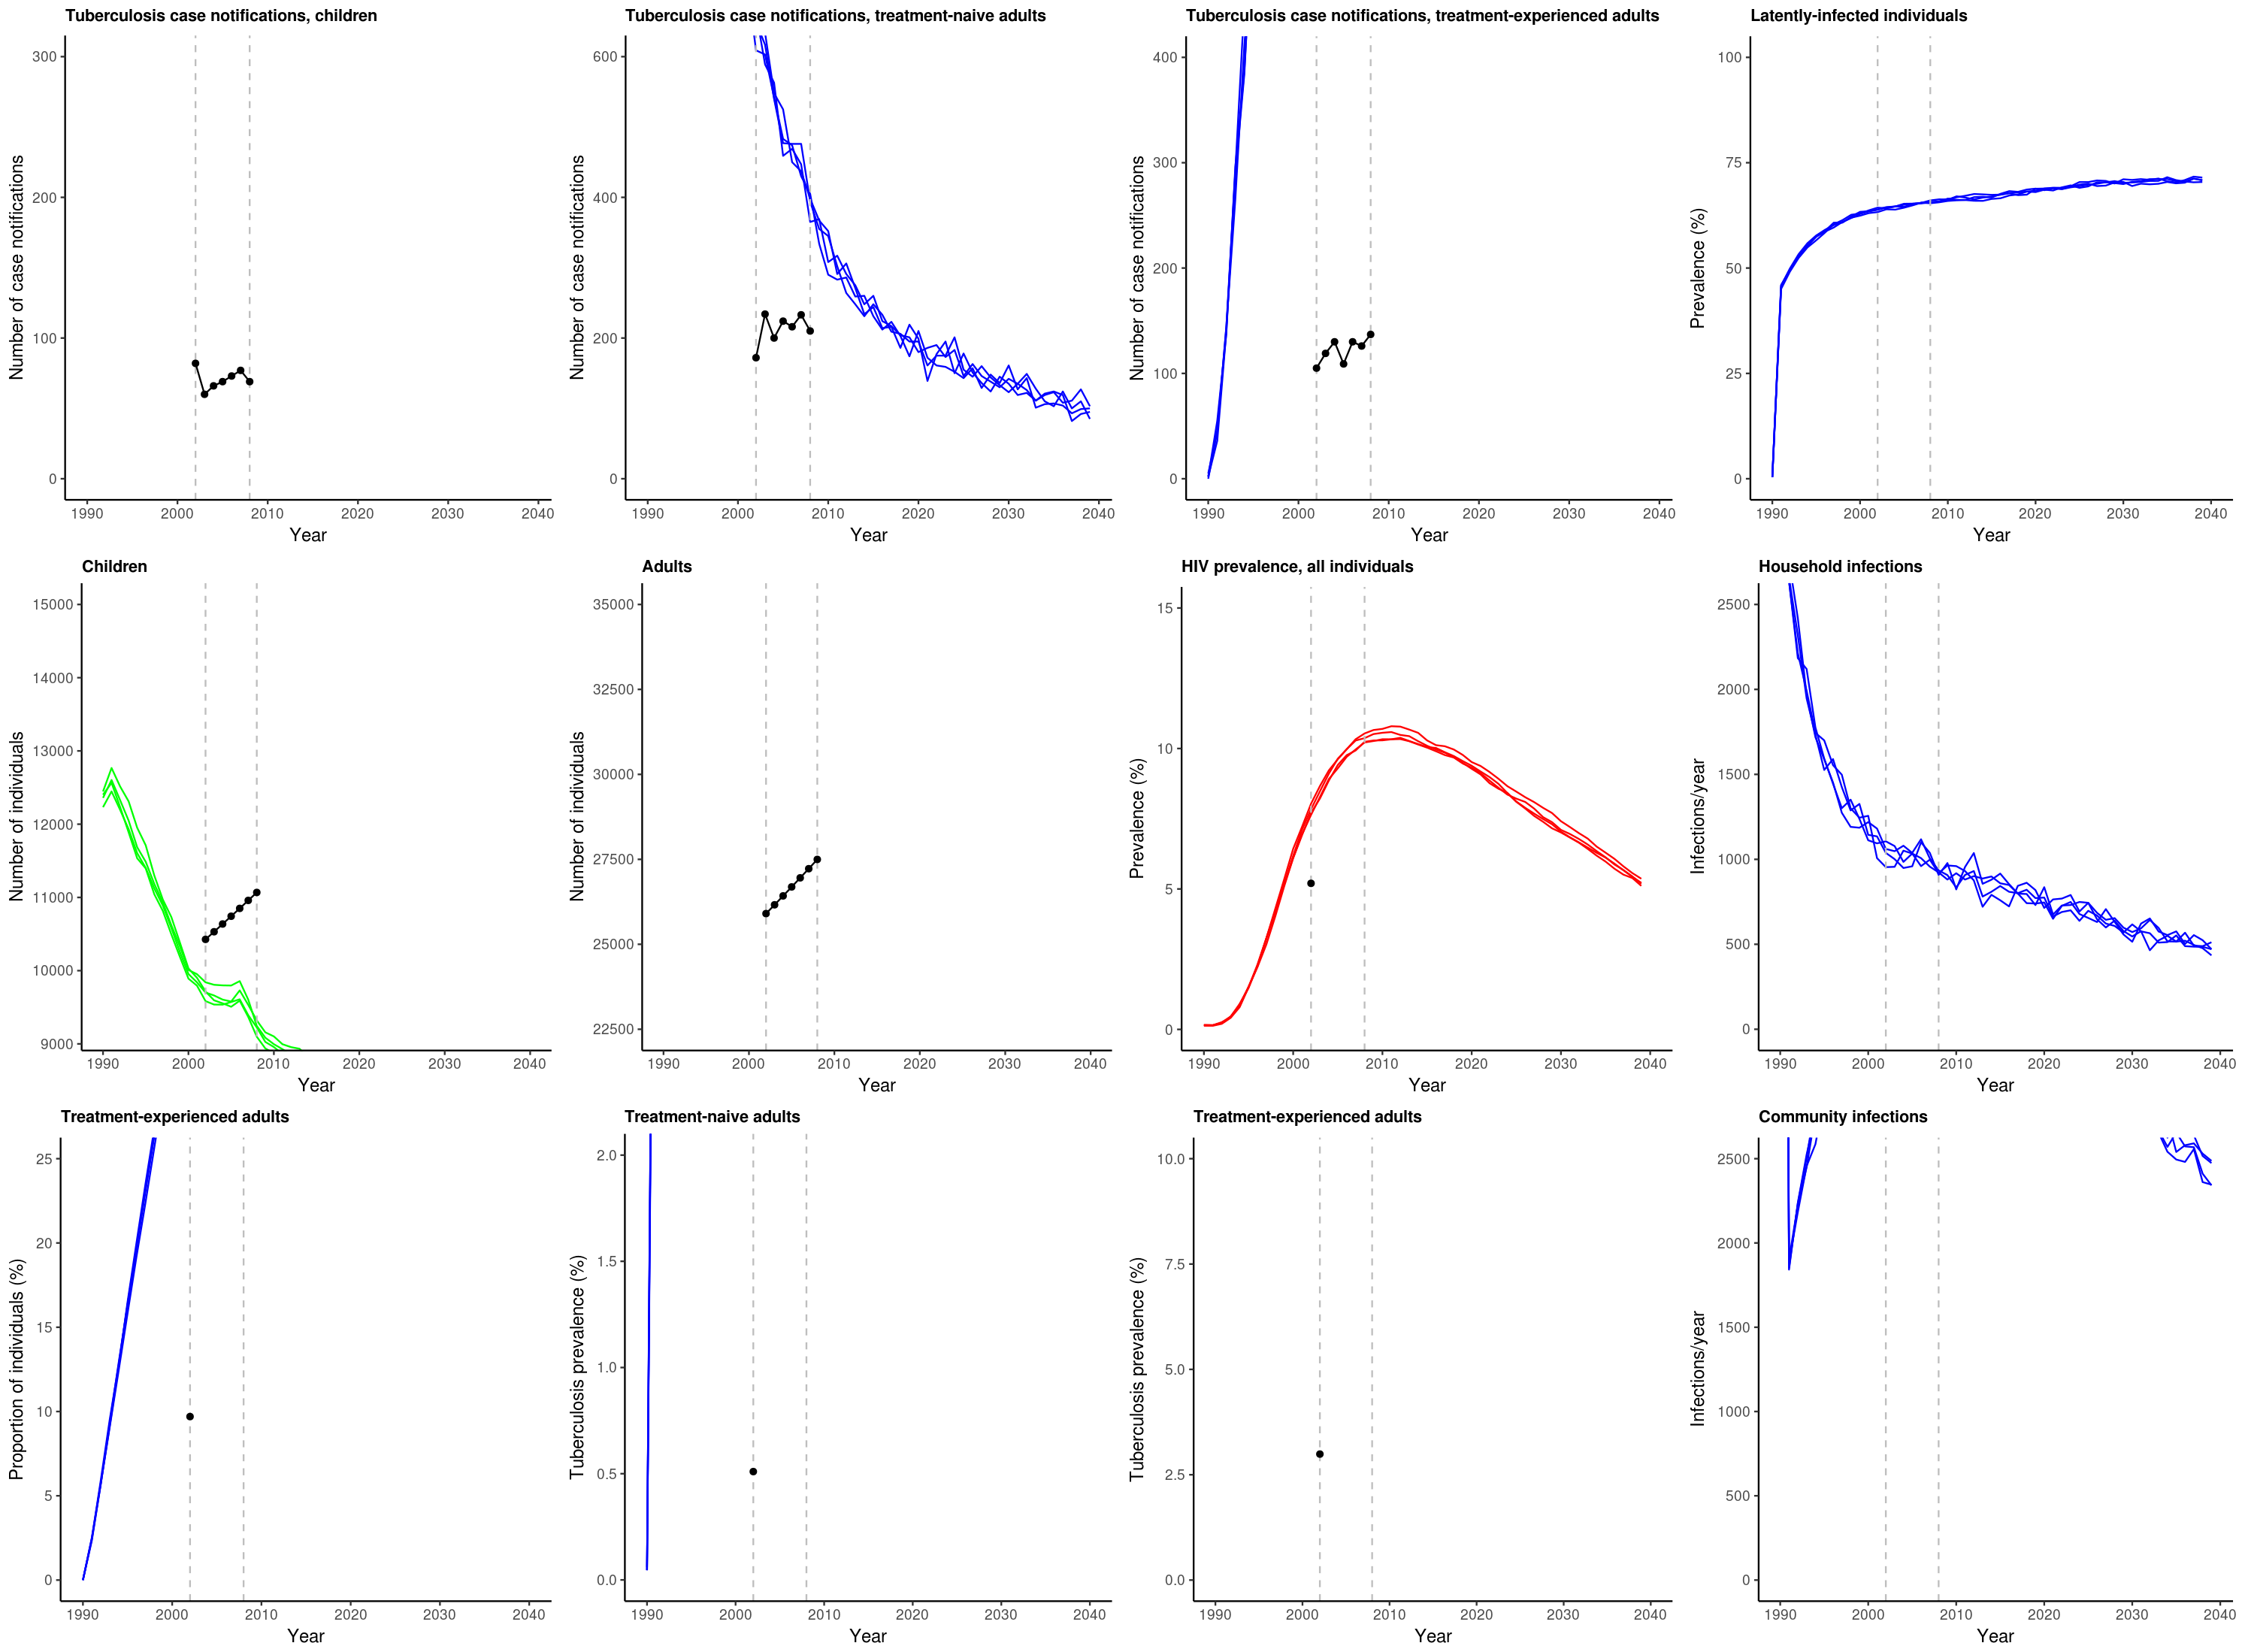 Tuberculosis case notifications, children
Number of case notifications
300
200
100
0
1990 2000 2010 2020 2030 2040
Year
Tuberculosis case notifications, treatment-naive adults
Number of case notifications
600
400
200
0
1990 2000 2010 2020 2030 2040
Year
Tuberculosis case notifications, treatment-experienced adults
Number of case notifications
400
300
200
100
0
1990 2000 2010 2020 2030 2040
Year
Latently-infected individuals
Prevalence (%)
100
75
50
25
0
1990 2000 2010 2020 2030 2040
Year
Children
Number of individuals
15000
14000
13000
12000
11000
10000
9000
1990 2000 2010 2020 2030 2040
Year
Adults
Number of individuals
35000
32500
30000
27500
25000
22500
1990 2000 2010 2020 2030 2040
Year
HIV prevalence, all individuals
Prevalence (%)
15
10
5
0
1990 2000 2010 2020 2030 2040
Year
Household infections
Infections/year
2500
2000
1500
1000
500
0
1990 2000 2010 2020 2030 2040
Year
Treatment-experienced adults
Proportion of individuals (%)
25
20
15
10
5
0
1990 2000 2010 2020 2030 2040
Year
Treatment-naive adults
Tuberculosis prevalence (%)
2.0
1.5
1.0
0.5
0.0
1990 2000 2010 2020 2030 2040
Year
Treatment-experienced adults
Tuberculosis prevalence (%)
10.0
7.5
5.0
2.5
0.0
1990 2000 2010 2020 2030 2040
Year
Community infections
Infections/year
2500
2000
1500
1000
500
0
1990 2000 2010 2020 2030 2040
Year